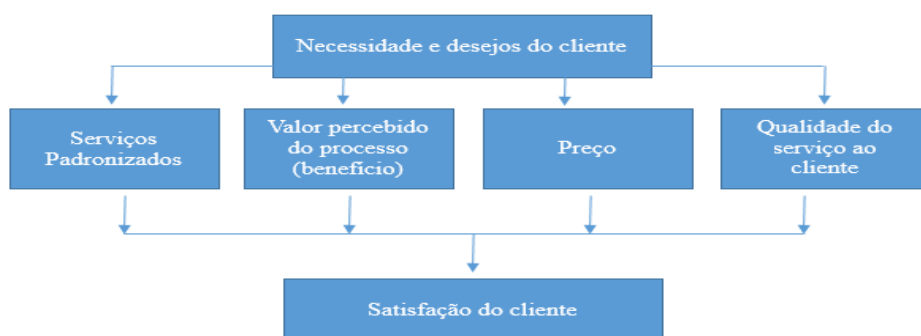 Necessidade e desejos do cliente
Serviços
Padronizados
Valor percebido
do processo
(benefício)
Preço
Qualidade do
serviço ao
cliente
Satisfação do cliente